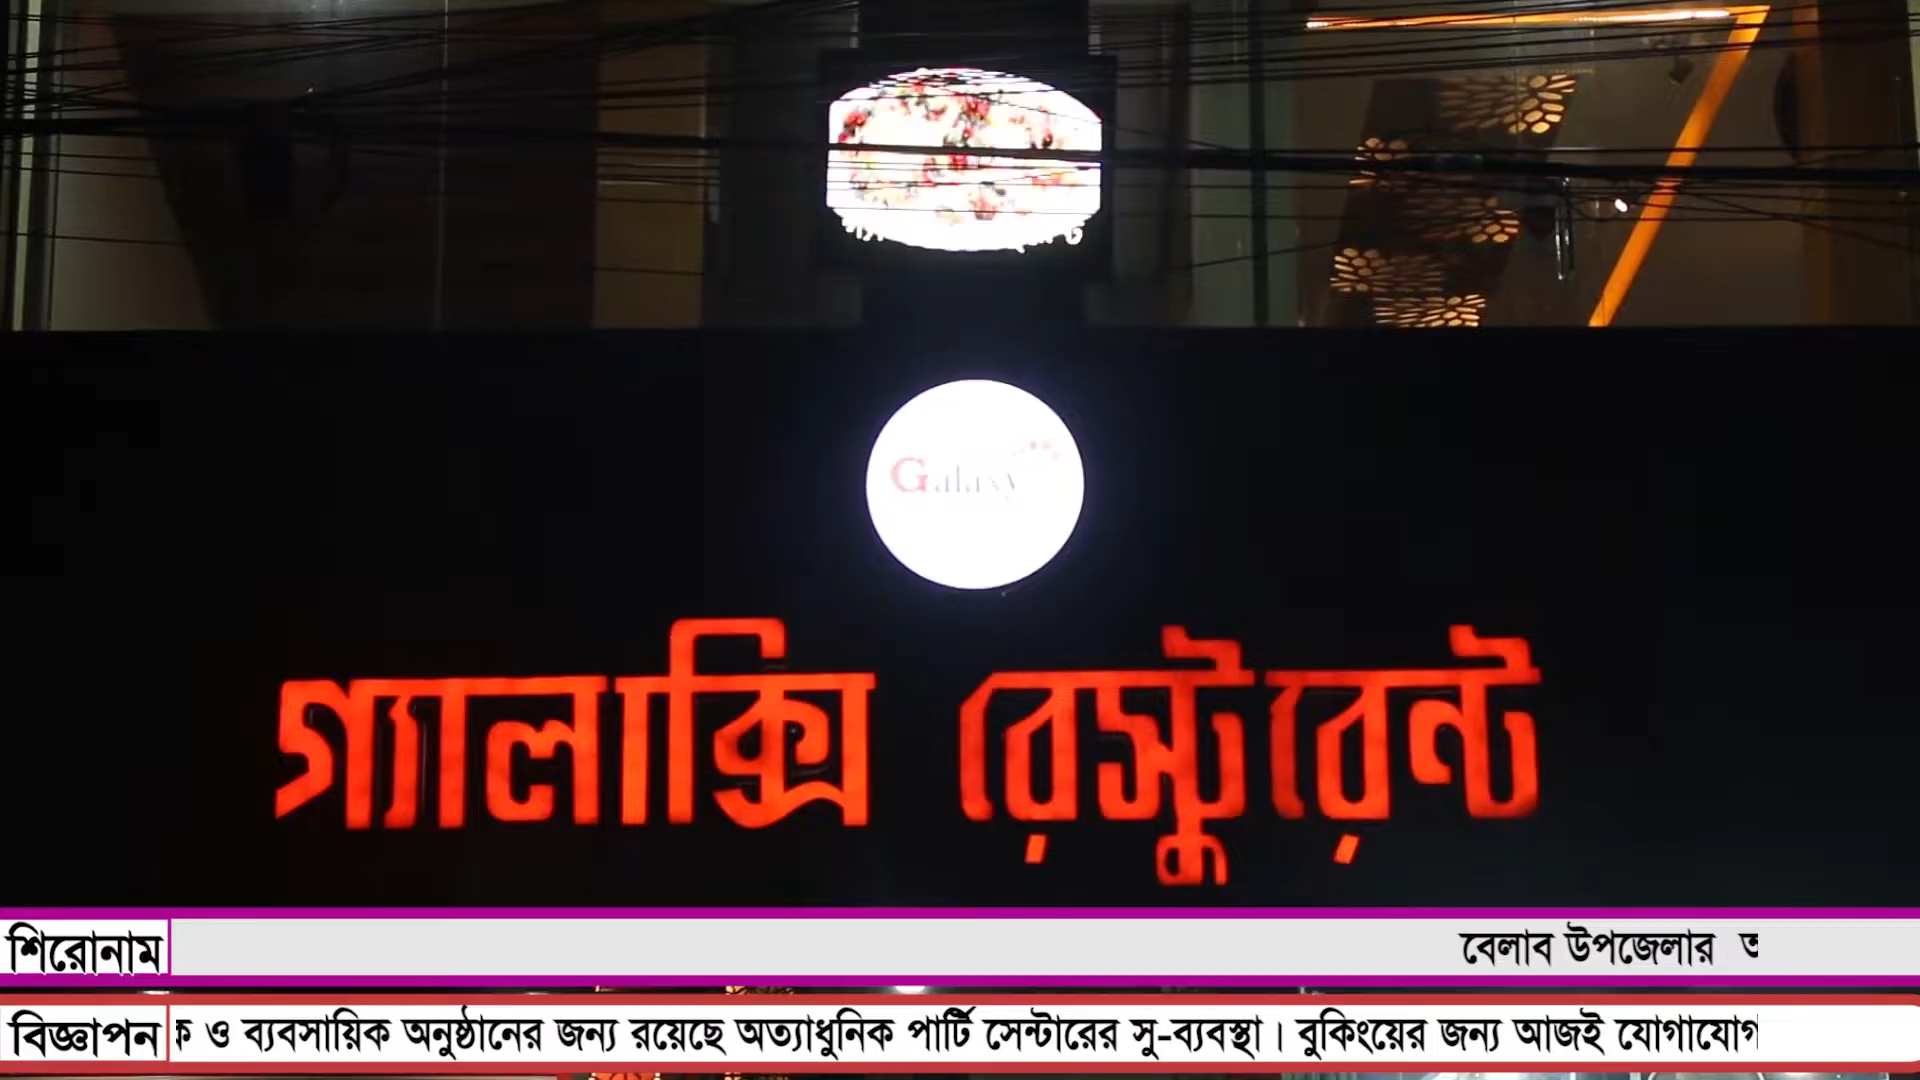 Galaxy
গ্যালাক্সি রেস্টুরেন্ট
শিরোনাম
বেলাব উপজেলার
বিজ্ঞাপন
ও ব্যবসায়িক অনুষ্ঠানের জন্য রয়েছে অত্যাধুনিক পার্টি সেন্টারের সু-ব্যবস্থা। বুকিংয়ের জন্য আজই যোগাযোগ